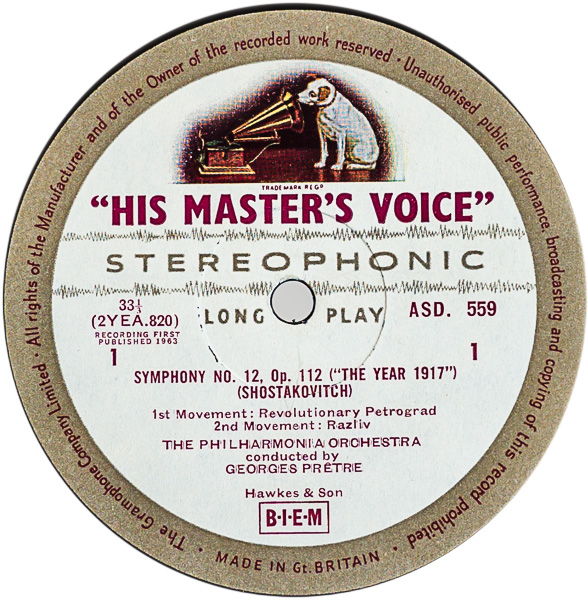 The Gramophone Company Limited · All rights of the Manufacturer and of the Owner of the recorded work reserved · Unauthorised public performance, broadcasting and copying of this record prohibited ·
TRADE MARK REGD
"HIS MASTER'S VOICE"
STEREOPHONIC
33⅓
(2YEA.820)
RECORDING FIRST
PUBLISHED 1963
LONG PLAY
ASD. 559
1
1
SYMPHONY NO. 12, Op. 112 ("THE YEAR 1917")
(SHOSTAKOVITCH)
1st Movement: Revolutionary Petrograd
2nd Movement: Razliv
THE PHILHARMONIA ORCHESTRA
conducted by
GEORGES PRÊTRE
Hawkes & Son
B·I·E·M
· MADE IN Gt. BRITAIN ·